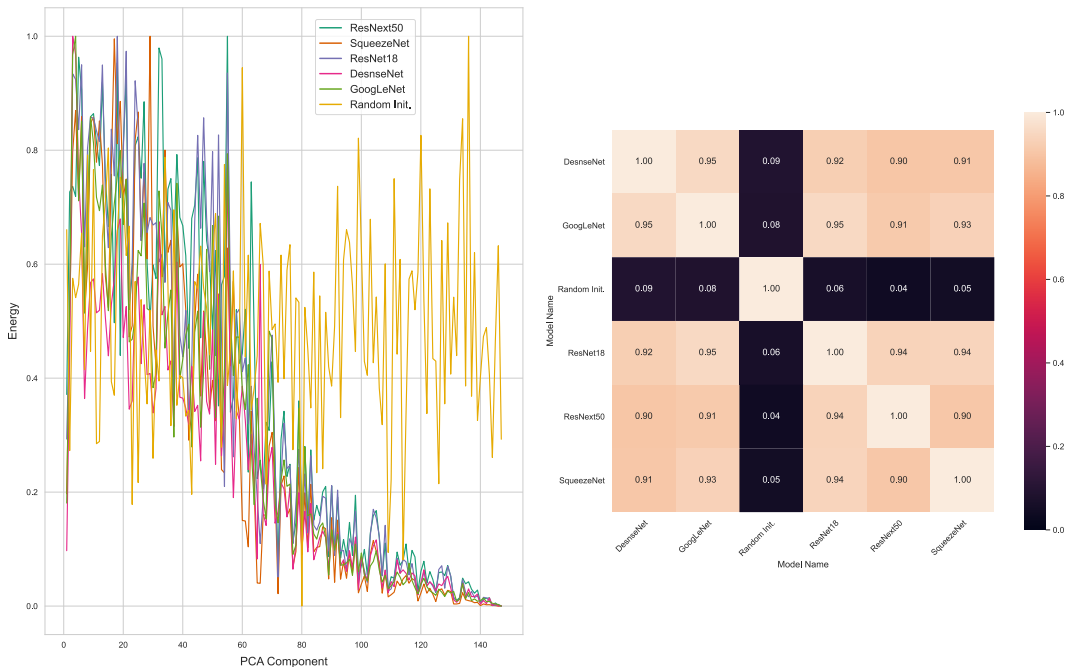 ResNext50
SqueezeNet
ResNet18
DesnseNet
GoogLeNet
Random Init.
Energy
1.0
0.8
0.6
0.4
0.2
0.0
0 20 40 60 80 100 120 140
PCA Component
Model Name
DesnseNet 1.00 0.95 0.09 0.92 0.90 0.91
GoogLeNet 0.95 1.00 0.08 0.95 0.91 0.93
Random Init. 0.09 0.08 1.00 0.06 0.04 0.05
ResNet18 0.92 0.95 0.06 1.00 0.94 0.94
ResNext50 0.90 0.91 0.04 0.94 1.00 0.90
SqueezeNet 0.91 0.93 0.05 0.94 0.90 1.00
DesnseNet GoogLeNet Random Init. ResNet18 ResNext50 SqueezeNet
Model Name
1.0
0.8
0.6
0.4
0.2
0.0